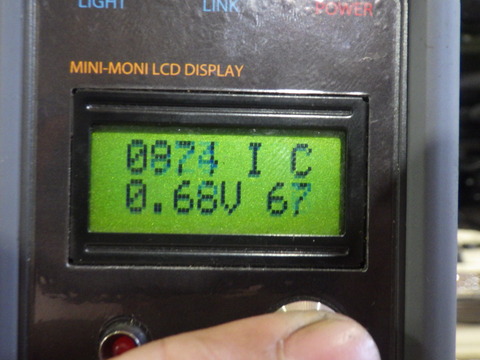 LIGHT LINK POWER
MINI-MONI LCD DISPLAY
0974 I C
0.68V 67